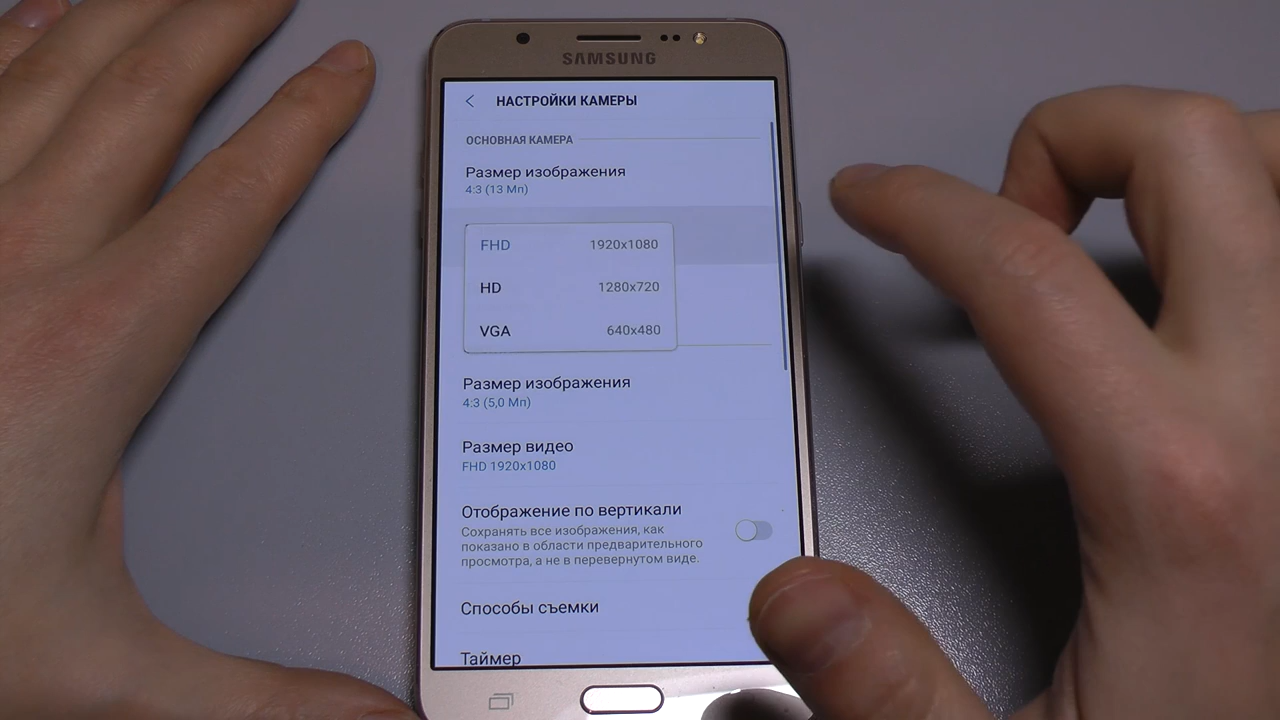 SAMSUNG
НАСТРОЙКИ КАМЕРЫ
ОСНОВНАЯ КАМЕРА
Размер изображения
4:3 (13 Мп)
FHD 1920x1080
HD 1280x720
VGA 640x480
Размер изображения
4:3 (5,0 Мп)
Размер видео
FHD 1920x1080
Отображение по вертикали
Сохранять все изображения, как
показано в области предварительного
просмотра, а не в перевернутом виде.
Способы съемки
Таймер